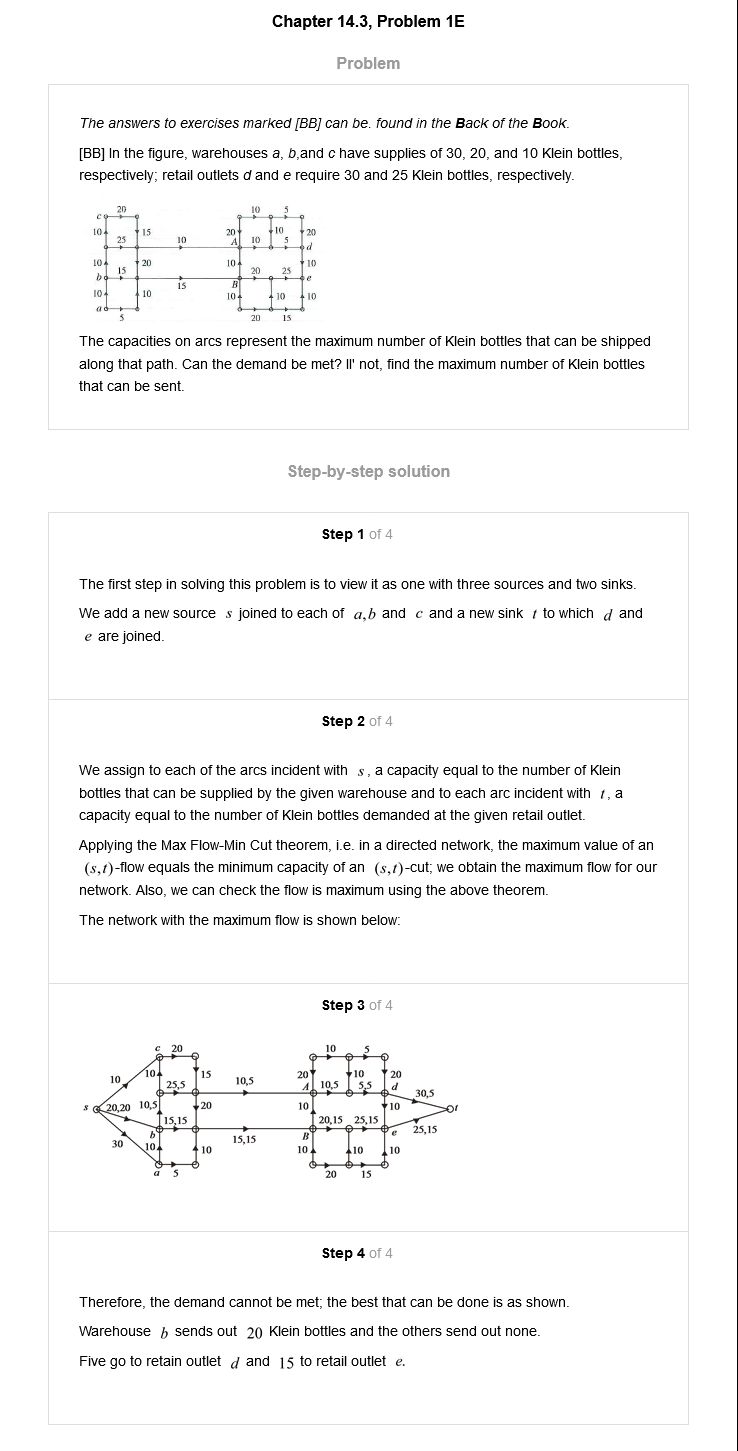 Chapter 14.3, Problem 1E
Problem
The answers to exercises marked [BB] can be. found in the Back of the Book.
[BB] In the figure, warehouses a, b,and c have supplies of 30, 20, and 10 Klein bottles,
respectively; retail outlets d and e require 30 and 25 Klein bottles, respectively.
20 10 5
c
10 15 20 10 20
25 10 A 10 5 d
10 20 10 10
b 15 20 25 e
15 B
10 10 10 10 10
a
5 20 15
The capacities on arcs represent the maximum number of Klein bottles that can be shipped
along that path. Can the demand be met? II' not, find the maximum number of Klein bottles
that can be sent.
Step-by-step solution
Step 1 of 4
The first step in solving this problem is to view it as one with three sources and two sinks.
We add a new source s joined to each of a,b and c and a new sink t to which d and
e are joined.
Step 2 of 4
We assign to each of the arcs incident with s, a capacity equal to the number of Klein
bottles that can be supplied by the given warehouse and to each arc incident with t, a
capacity equal to the number of Klein bottles demanded at the given retail outlet.
Applying the Max Flow-Min Cut theorem, i.e. in a directed network, the maximum value of an
(s,t)-flow equals the minimum capacity of an (s,t)-cut; we obtain the maximum flow for our
network. Also, we can check the flow is maximum using the above theorem.
The network with the maximum flow is shown below:
Step 3 of 4
c 20 10 5
10 10 15 10,5 20 10 20
25,5 A 10,5 5,5 d 30,5
s 20,20 10,5 20 10 10 t
15,15 20,15 25,15 25,15
30 b 15,15 B e
10 10 10 10 10
a 5 20 15
Step 4 of 4
Therefore, the demand cannot be met; the best that can be done is as shown.
Warehouse b sends out 20 Klein bottles and the others send out none.
Five go to retain outlet d and 15 to retail outlet e.